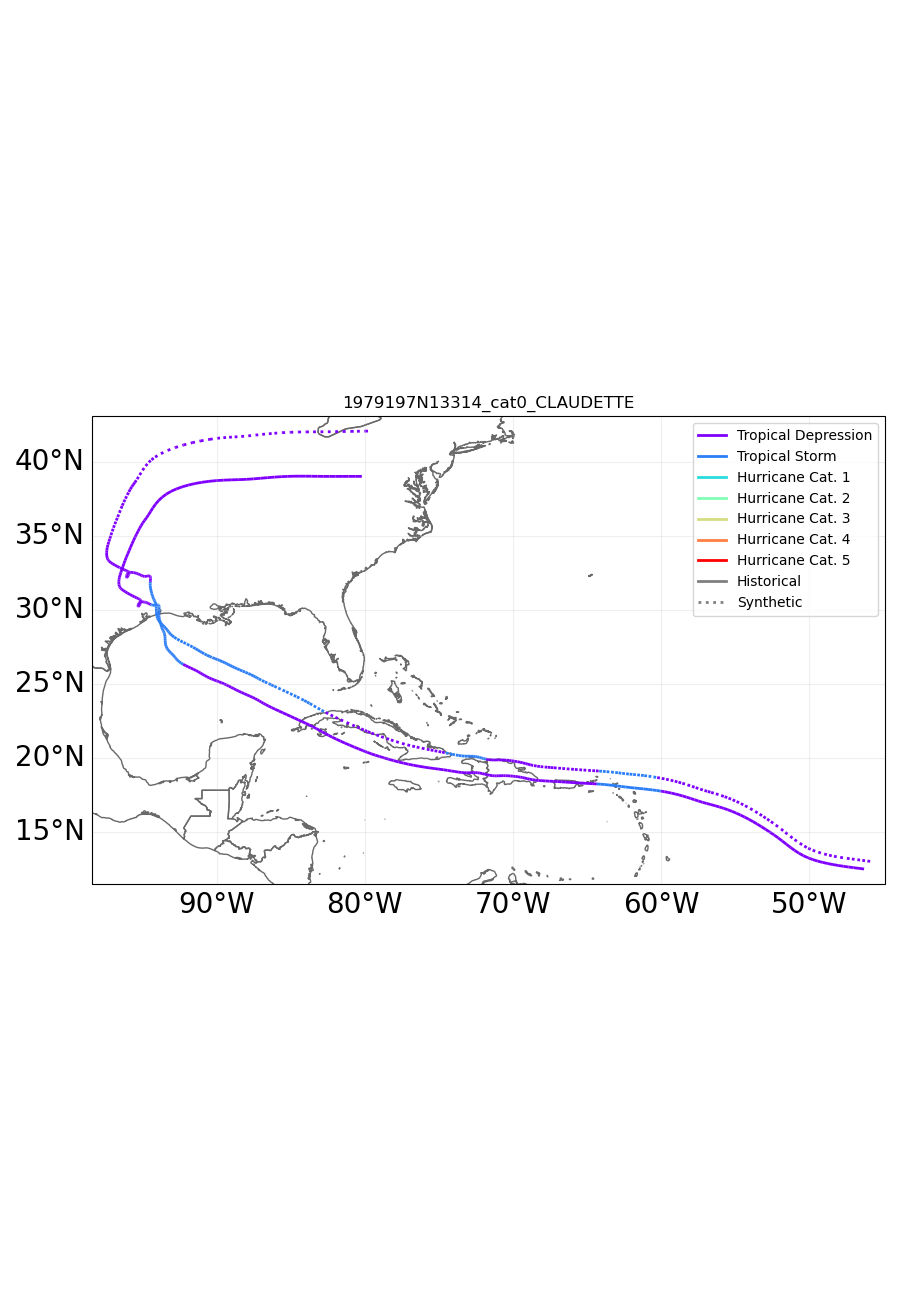 1979197N13314_cat0_CLAUDETTE
Tropical Depression
Tropical Storm
Hurricane Cat. 1
Hurricane Cat. 2
Hurricane Cat. 3
Hurricane Cat. 4
Hurricane Cat. 5
Historical
Synthetic
40°N
35°N
30°N
25°N
20°N
15°N
90°W 80°W 70°W 60°W 50°W